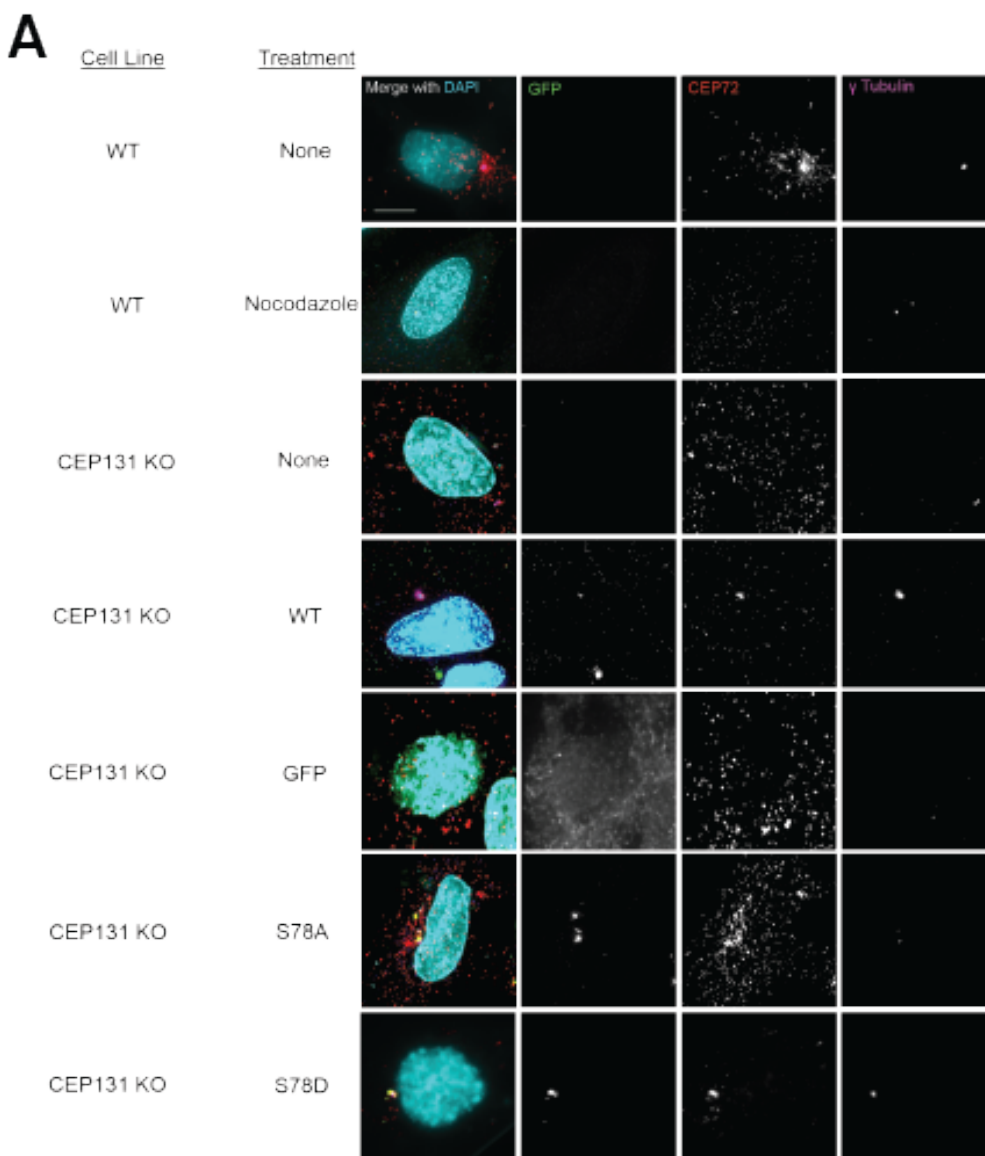 A
Cell Line Treatment
Merge with DAPI GFP CEP72 γ Tubulin
WT None
WT Nocodazole
CEP131 KO None
CEP131 KO WT
CEP131 KO GFP
CEP131 KO S78A
CEP131 KO S78D